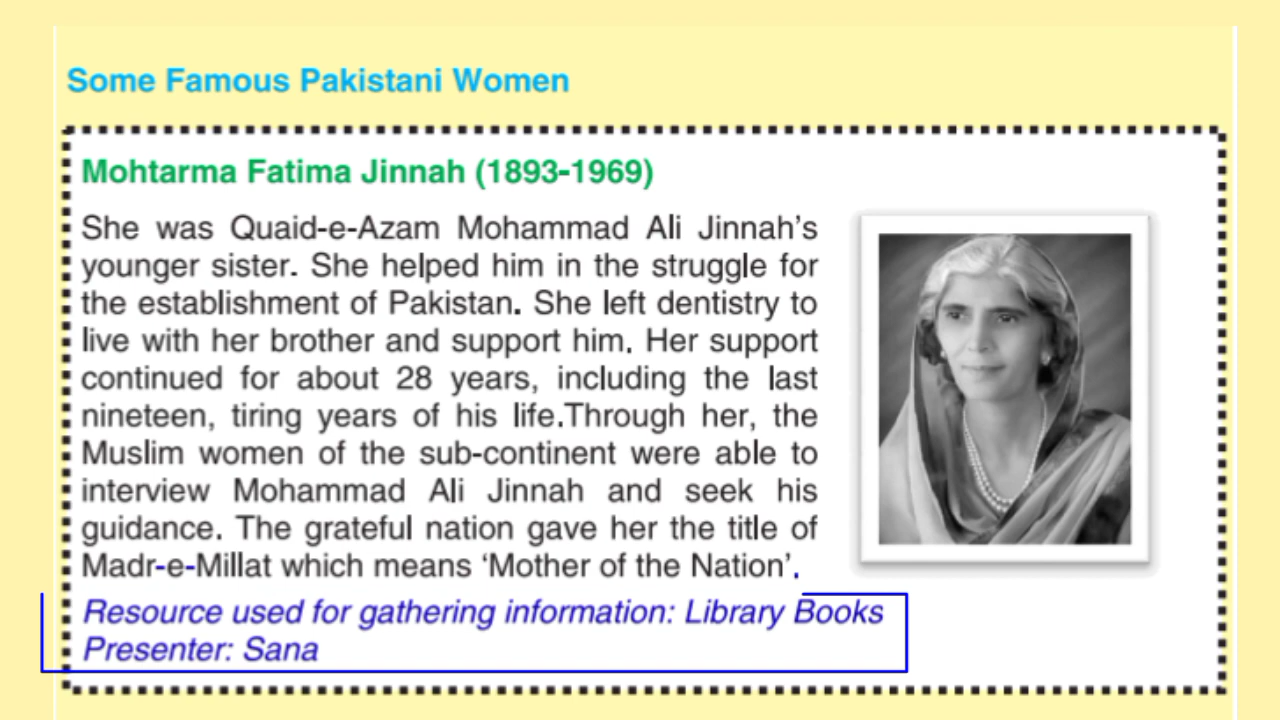 Some Famous Pakistani Women
Mohtarma Fatima Jinnah (1893-1969)
She was Quaid-e-Azam Mohammad Ali Jinnah's
younger sister. She helped him in the struggle for
the establishment of Pakistan. She left dentistry to
live with her brother and support him. Her support
continued for about 28 years, including the last
nineteen, tiring years of his life.Through her, the
Muslim women of the sub-continent were able to
interview Mohammad Ali Jinnah and seek his
guidance. The grateful nation gave her the title of
Madr-e-Millat which means ‘Mother of the Nation’.
Resource used for gathering information: Library Books
Presenter: Sana